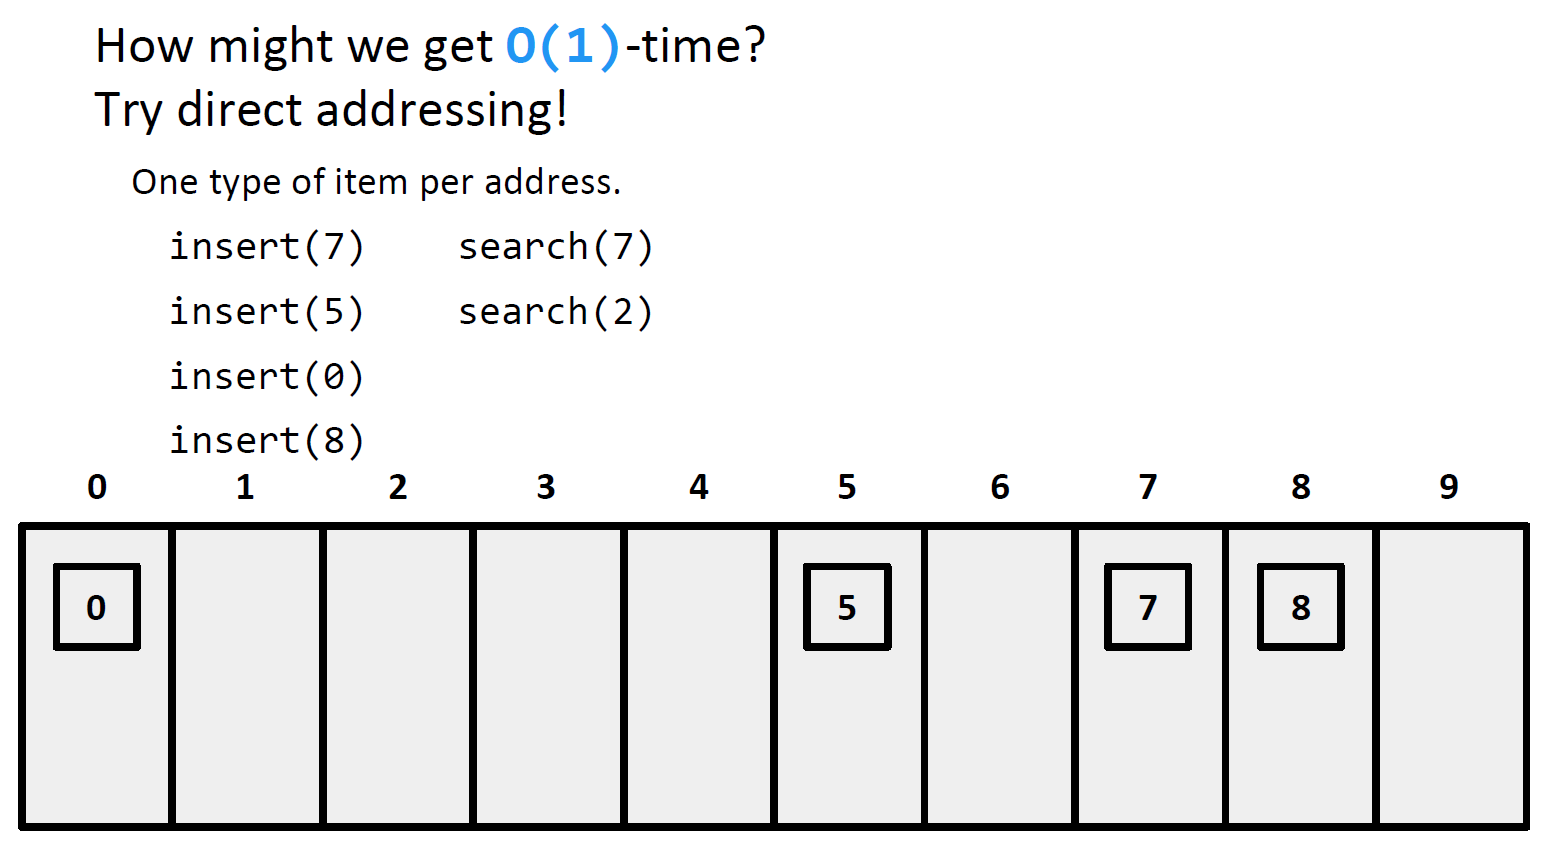 How might we get O(1)-time?
Try direct addressing!
One type of item per address.
insert(7) search(7)
insert(5) search(2)
insert(0)
insert(8)
0 1 2 3 4 5 6 7 8 9
0 5 7 8